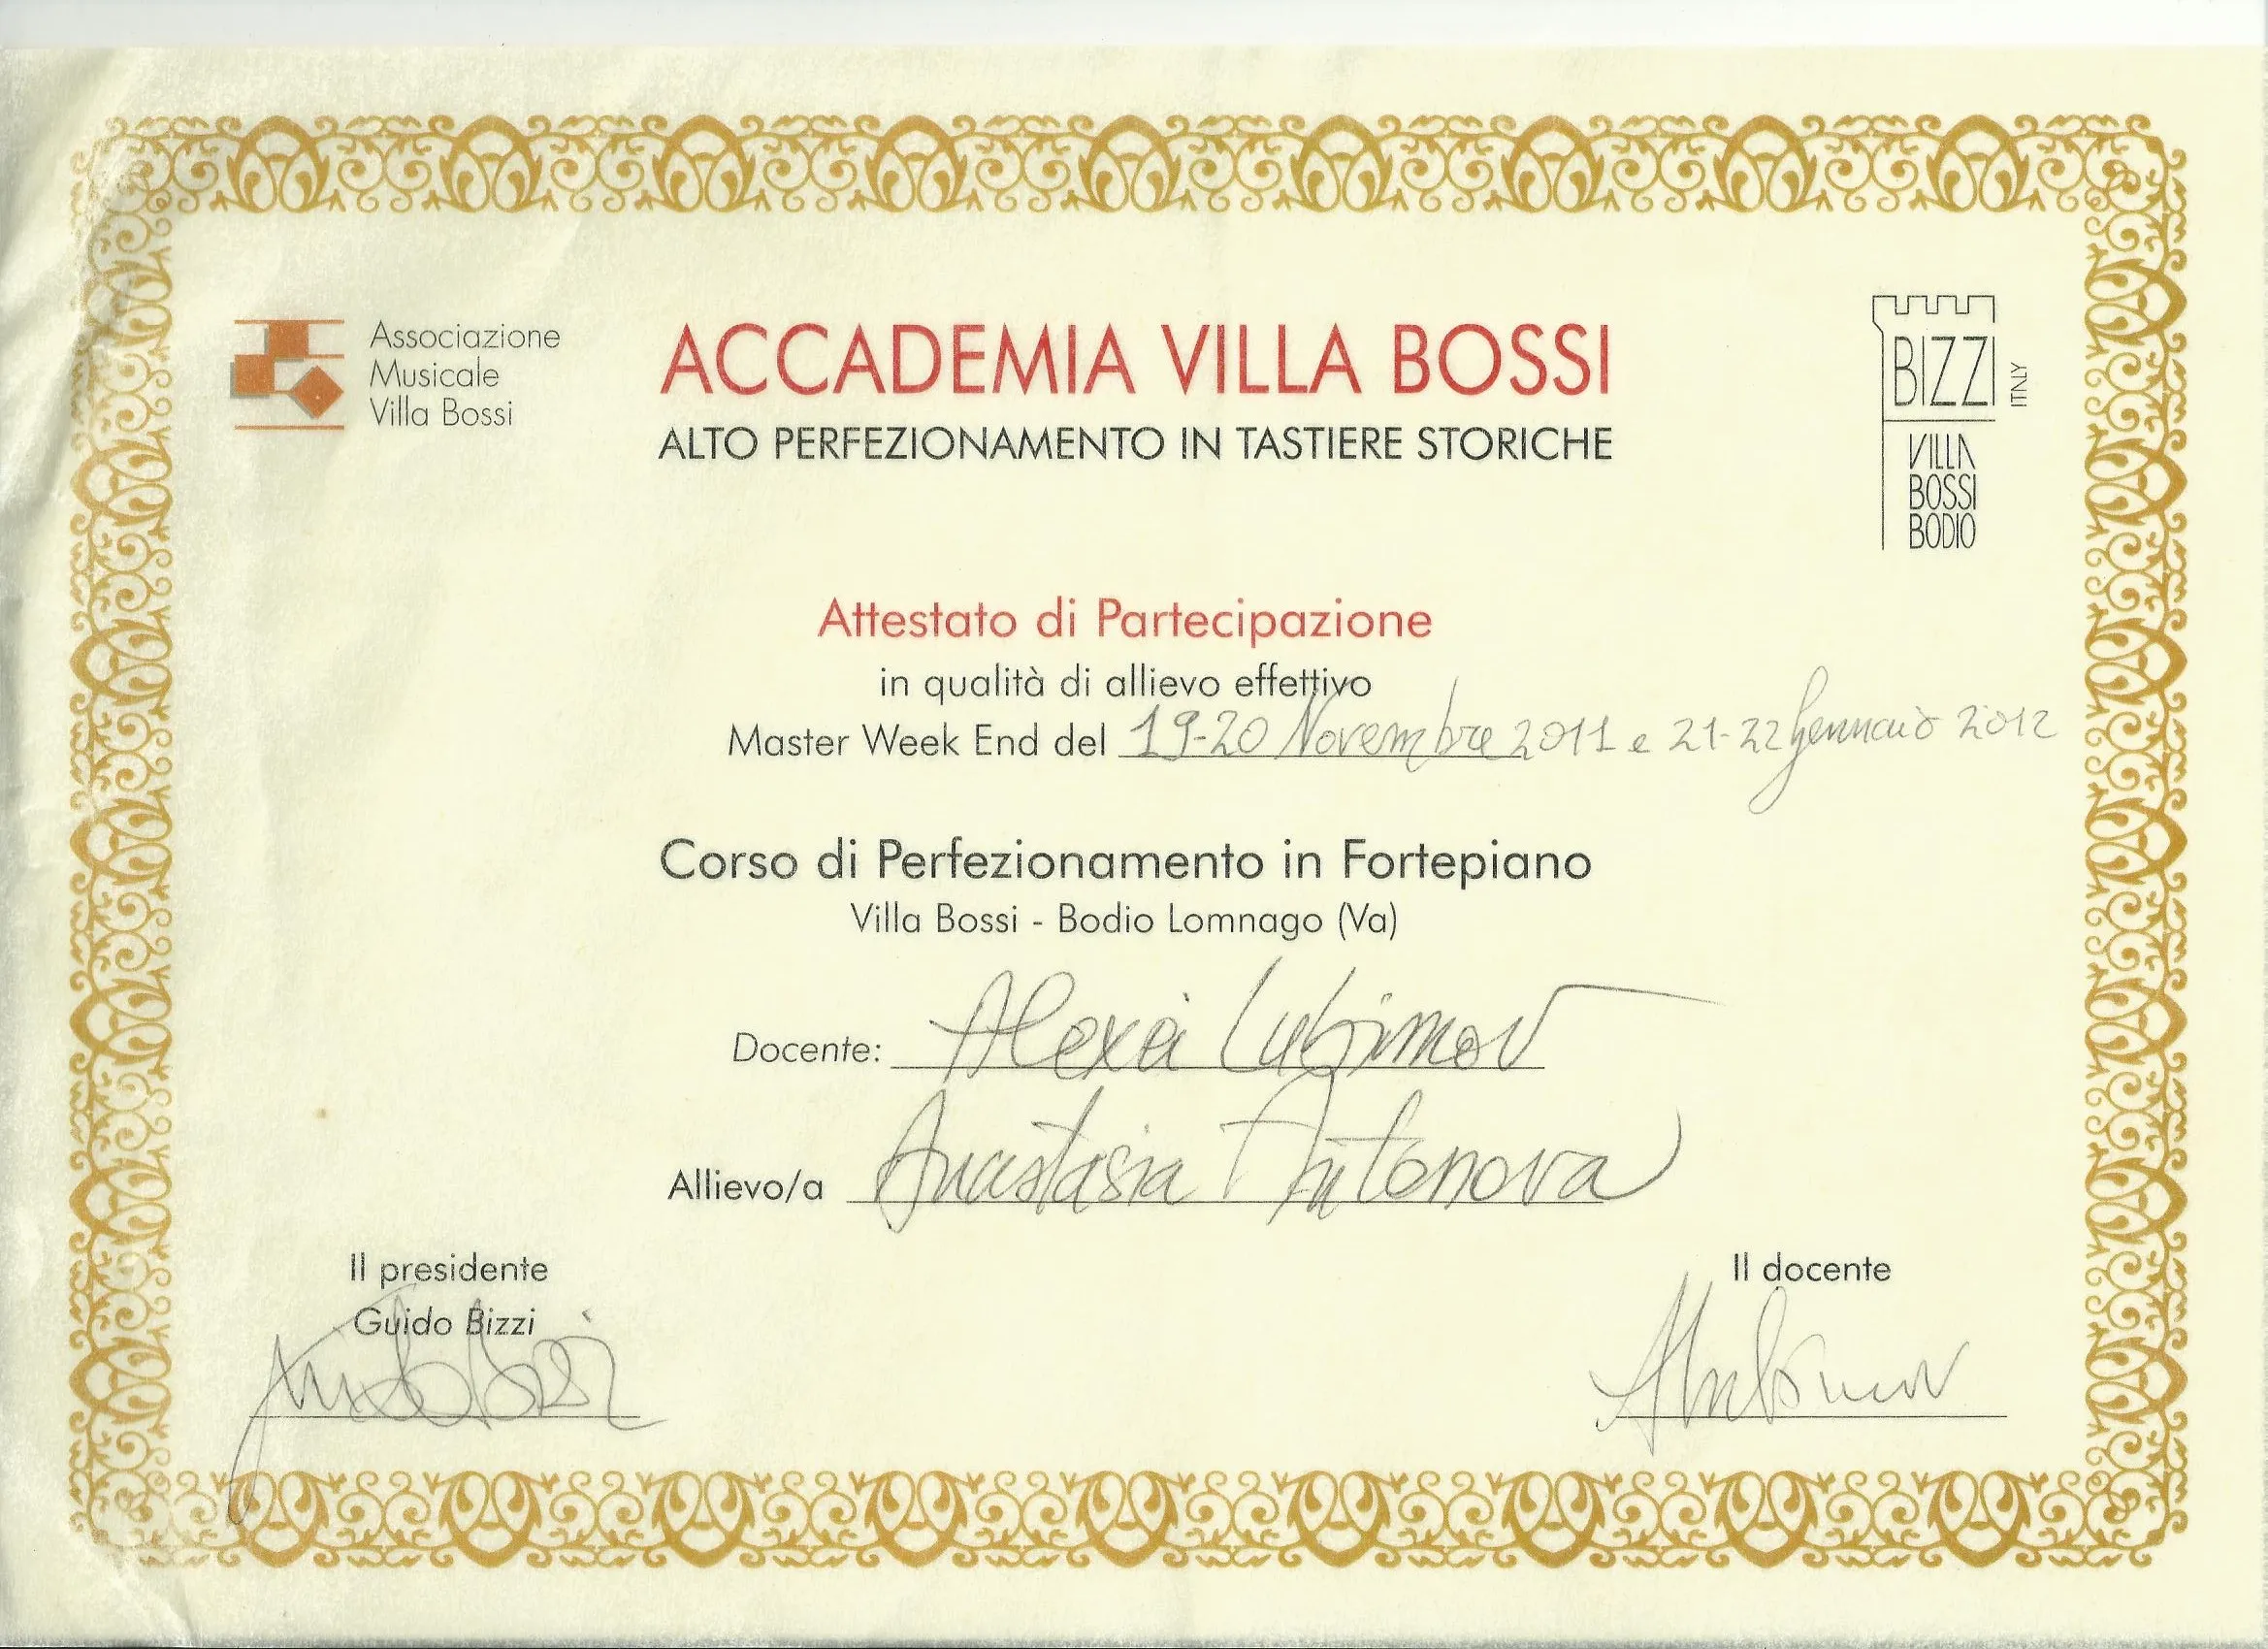 Associazione
Musicale
Villa Bossi
ACCADEMIA VILLA BOSSI
ALTO PERFEZIONAMENTO IN TASTIERE STORICHE
BIZZI
ITALY
VILLA
BOSSI
BODIO
Attestato di Partecipazione
in qualità di allievo effettivo
Master Week End del 19-20 Novembre 2011 e 21-22 Gennaio 2012
Corso di Perfezionamento in Fortepiano
Villa Bossi - Bodio Lomnago (Va)
Docente: Alexei Lubimov
Allievo/a Anastasia Antonova
Il presidente
Guido Bizzi
Guido Bizzi
Il docente